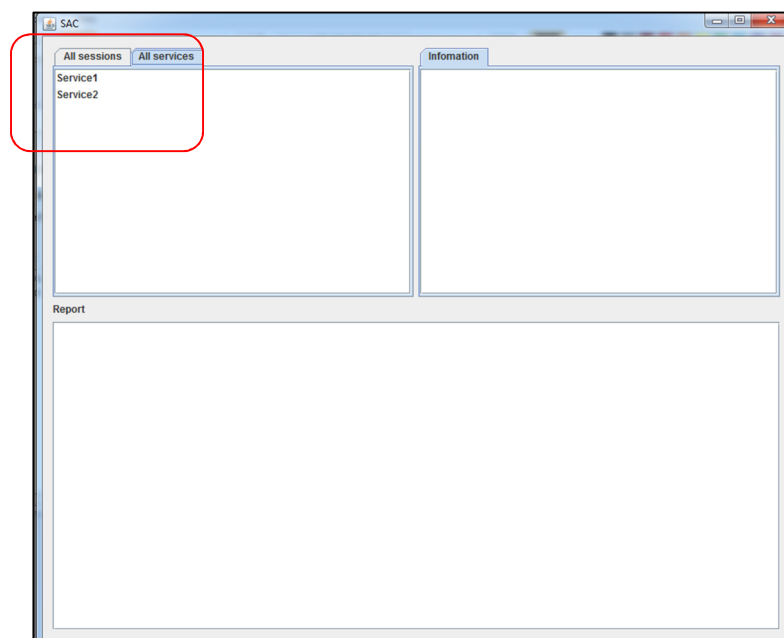 SAC
All sessions All services Infomation
Service1
Service2
Report